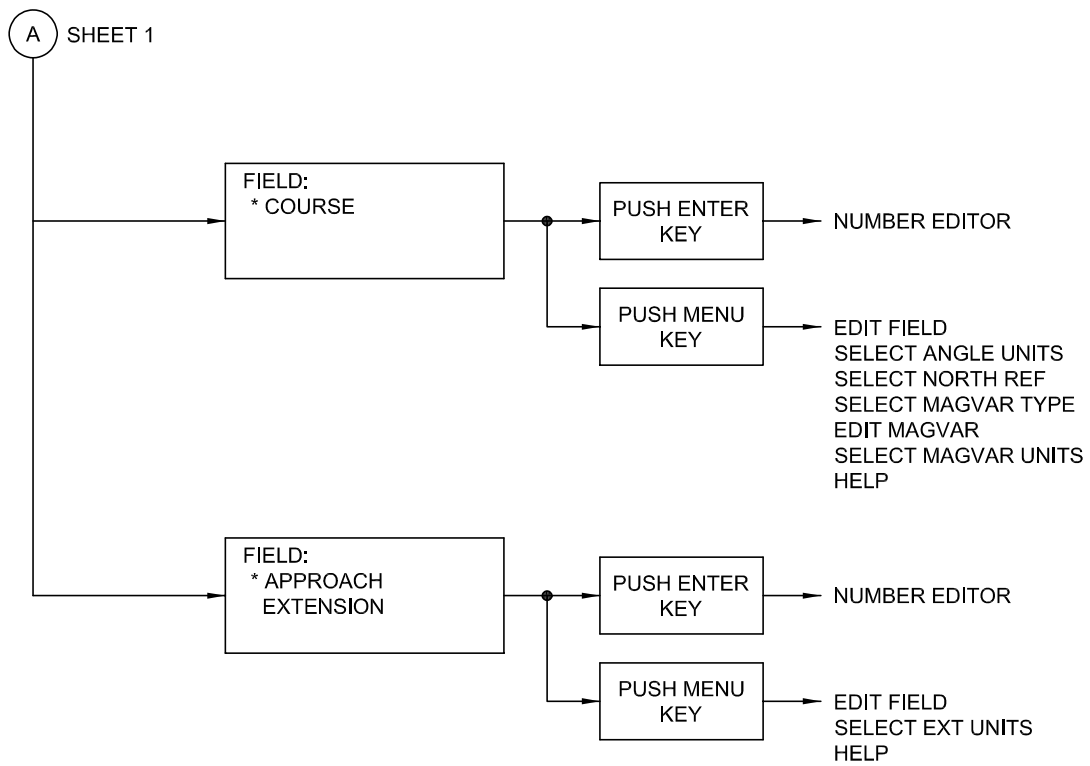 A SHEET 1
FIELD:
* COURSE
PUSH ENTER
KEY
NUMBER EDITOR
PUSH MENU
KEY
EDIT FIELD
SELECT ANGLE UNITS
SELECT NORTH REF
SELECT MAGVAR TYPE
EDIT MAGVAR
SELECT MAGVAR UNITS
HELP
FIELD:
* APPROACH
EXTENSION
PUSH ENTER
KEY
NUMBER EDITOR
PUSH MENU
KEY
EDIT FIELD
SELECT EXT UNITS
HELP